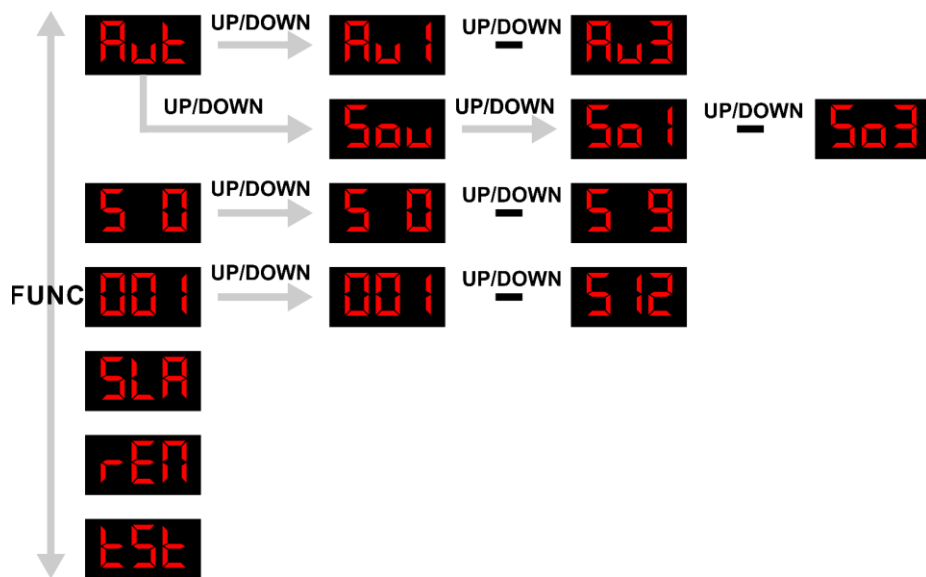 Aut UP/DOWN Au1 UP/DOWN Au3
UP/DOWN Sou UP/DOWN So1 UP/DOWN So3
S 0 UP/DOWN S 0 UP/DOWN S 9
FUNC 001 UP/DOWN 001 UP/DOWN 512
SLA
rEM
tSt